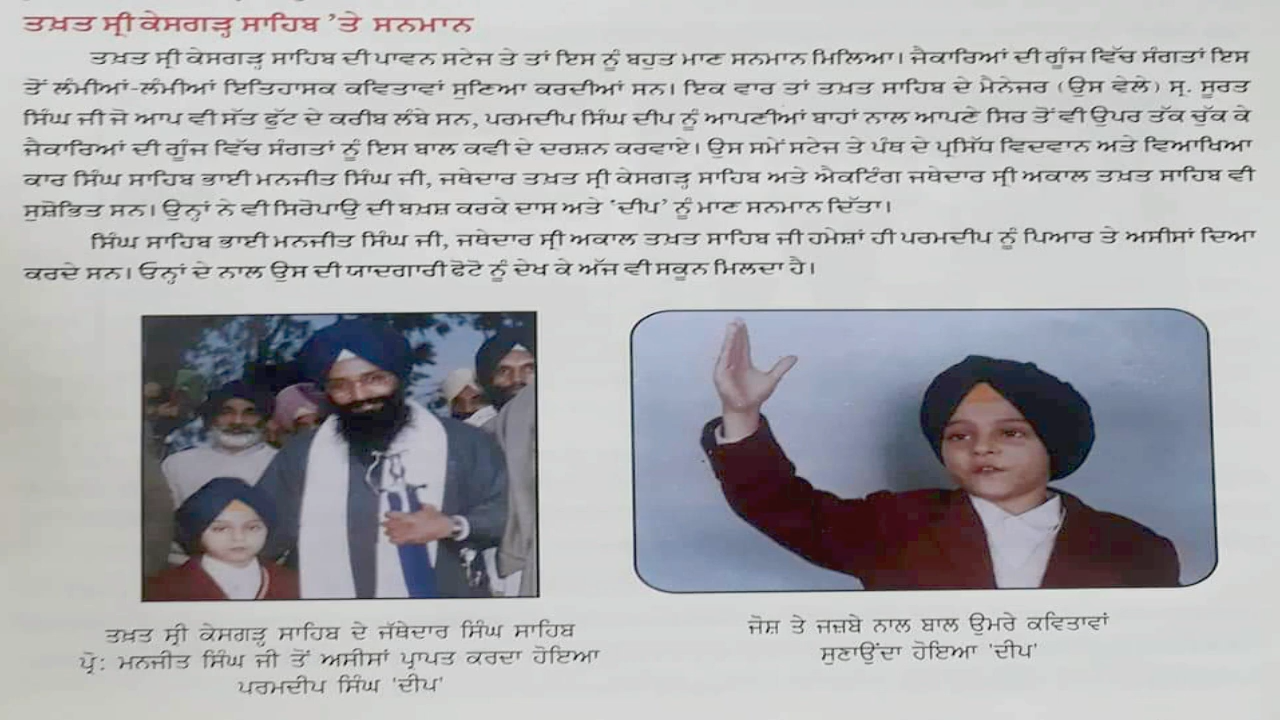 ਤਖ਼ਤ ਸ੍ਰੀ ਕੇਸਗੜ੍ਹ ਸਾਹਿਬ ’ਤੇ ਸਨਮਾਨ
ਤਖ਼ਤ ਸ੍ਰੀ ਕੇਸਗੜ੍ਹ ਸਾਹਿਬ ਦੀ ਪਾਵਨ ਸਟੇਜ ਤੇ ਤਾਂ ਇਸ ਨੂੰ ਬਹੁਤ ਮਾਣ ਸਨਮਾਨ ਮਿਲਿਆ। ਜੈਕਾਰਿਆਂ ਦੀ ਗੂੰਜ ਵਿੱਚ ਸੰਗਤਾਂ ਇਸ
ਤੋਂ ਲੰਮੀਆਂ-ਲੰਮੀਆਂ ਇਤਿਹਾਸਕ ਕਵਿਤਾਵਾਂ ਸੁਣਿਆ ਕਰਦੀਆਂ ਸਨ। ਇਕ ਵਾਰ ਤਾਂ ਤਖ਼ਤ ਸਾਹਿਬ ਦੇ ਮੈਨੇਜਰ (ਉਸ ਵੇਲੇ) ਸ੍ਰ. ਸੂਰਤ
ਸਿੰਘ ਜੀ ਜੋ ਆਪ ਵੀ ਸੱਤ ਫੁੱਟ ਦੇ ਕਰੀਬ ਲੰਬੇ ਸਨ, ਪਰਮਦੀਪ ਸਿੰਘ ਦੀਪ ਨੂੰ ਆਪਣੀਆਂ ਬਾਹਾਂ ਨਾਲ ਆਪਣੇ ਸਿਰ ਤੋਂ ਵੀ ਉਪਰ ਤੱਕ ਚੁੱਕ ਕੇ
ਜੈਕਾਰਿਆਂ ਦੀ ਗੂੰਜ ਵਿੱਚ ਸੰਗਤਾਂ ਨੂੰ ਇਸ ਬਾਲ ਕਵੀ ਦੇ ਦਰਸ਼ਨ ਕਰਵਾਏ। ਉਸ ਸਮੇਂ ਸਟੇਜ ਤੇ ਪੰਥ ਦੇ ਪ੍ਰਸਿੱਧ ਵਿਦਵਾਨ ਅਤੇ ਵਿਆਖਿਆ
ਕਾਰ ਸਿੰਘ ਸਾਹਿਬ ਭਾਈ ਮਨਜੀਤ ਸਿੰਘ ਜੀ, ਜਥੇਦਾਰ ਤਖ਼ਤ ਸ੍ਰੀ ਕੇਸਗੜ੍ਹ ਸਾਹਿਬ ਅਤੇ ਐਕਟਿੰਗ ਜਥੇਦਾਰ ਸ੍ਰੀ ਅਕਾਲ ਤਖ਼ਤ ਸਾਹਿਬ ਵੀ
ਸੁਸ਼ੋਭਿਤ ਸਨ। ਉਨ੍ਹਾਂ ਨੇ ਵੀ ਸਿਰੋਪਾਉ ਦੀ ਬਖ਼ਸ਼ ਕਰਕੇ ਦਾਸ ਅਤੇ ‘ਦੀਪ’ ਨੂੰ ਮਾਣ ਸਨਮਾਨ ਦਿੱਤਾ।
ਸਿੰਘ ਸਾਹਿਬ ਭਾਈ ਮਨਜੀਤ ਸਿੰਘ ਜੀ, ਜਥੇਦਾਰ ਸ੍ਰੀ ਅਕਾਲ ਤਖ਼ਤ ਸਾਹਿਬ ਜੀ ਹਮੇਸ਼ਾਂ ਹੀ ਪਰਮਦੀਪ ਨੂੰ ਪਿਆਰ ਤੇ ਅਸੀਸਾਂ ਦਿਆ
ਕਰਦੇ ਸਨ। ਓਨ੍ਹਾਂ ਦੇ ਨਾਲ ਉਸ ਦੀ ਯਾਦਗਾਰੀ ਫੋਟੋ ਨੂੰ ਦੇਖ ਕੇ ਅੱਜ ਵੀ ਸਕੂਨ ਮਿਲਦਾ ਹੈ।
ਤਖ਼ਤ ਸ੍ਰੀ ਕੇਸਗੜ੍ਹ ਸਾਹਿਬ ਦੇ ਜੱਥੇਦਾਰ ਸਿੰਘ ਸਾਹਿਬ
ਪ੍ਰੋ: ਮਨਜੀਤ ਸਿੰਘ ਜੀ ਤੋਂ ਅਸੀਸਾਂ ਪ੍ਰਾਪਤ ਕਰਦਾ ਹੋਇਆ
ਪਰਮਦੀਪ ਸਿੰਘ 'ਦੀਪ'
ਜੋਸ਼ ਤੇ ਜਜ਼ਬੇ ਨਾਲ ਬਾਲ ਉਮਰੇ ਕਵਿਤਾਵਾਂ
ਸੁਣਾਉਂਦਾ ਹੋਇਆ 'ਦੀਪ'